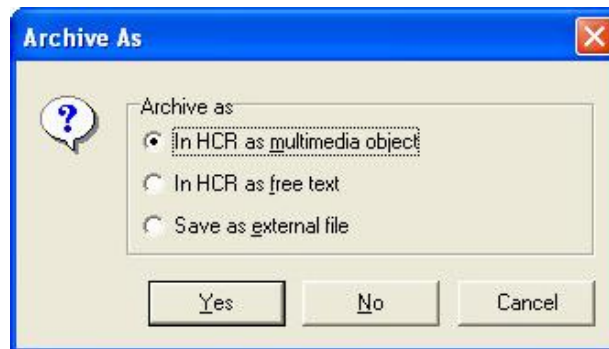 Archive As
Archive as
In HCR as multimedia object
In HCR as free text
Save as external file
Yes
No
Cancel